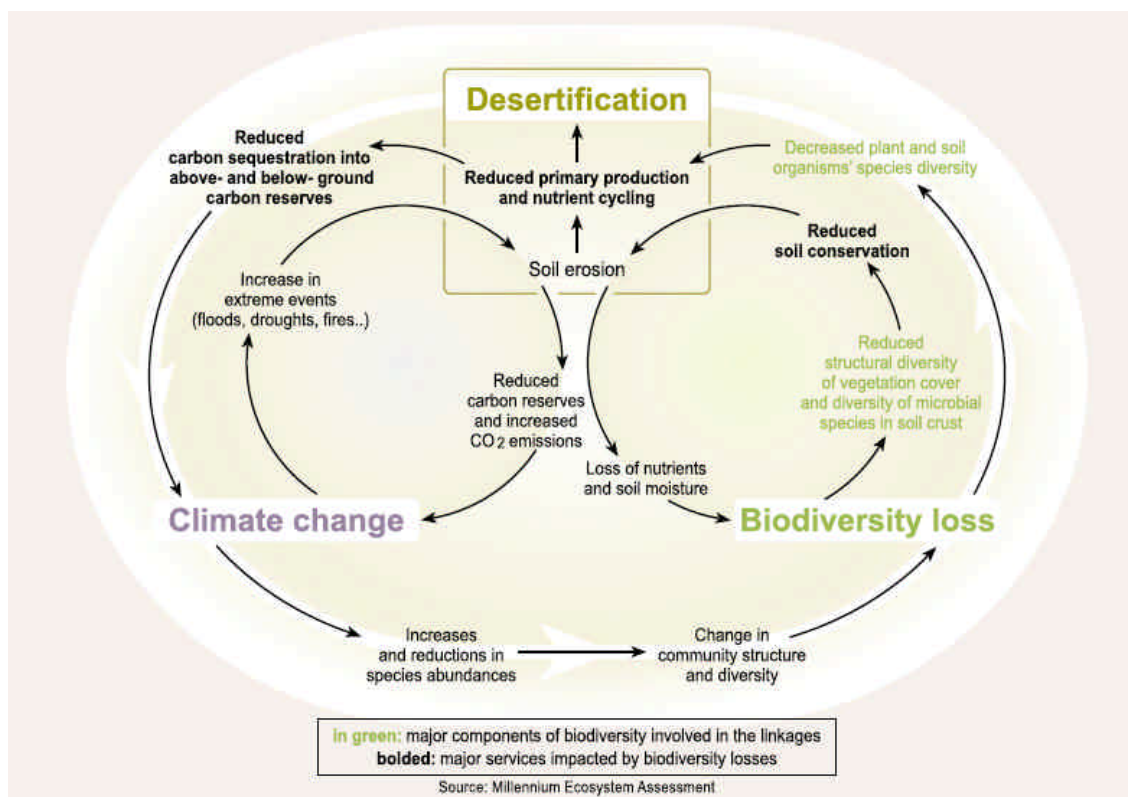 Desertification
Reduced
carbon sequestration into
above- and below- ground
carbon reserves
Reduced primary production
and nutrient cycling
Decreased plant and soil
organisms' species diversity
Reduced
soil conservation
Soil erosion
Increase in
extreme events
(floods, droughts, fires..)
Reduced
structural diversity
of vegetation cover
and diversity of microbial
species in soil crust
Reduced
carbon reserves
and increased
CO2 emissions
Loss of nutrients
and soil moisture
Climate change
Biodiversity loss
Increases
and reductions in
species abundances
Change in
community structure
and diversity
in green: major components of biodiversity involved in the linkages
bolded: major services impacted by biodiversity losses
Source: Millennium Ecosystem Assessment